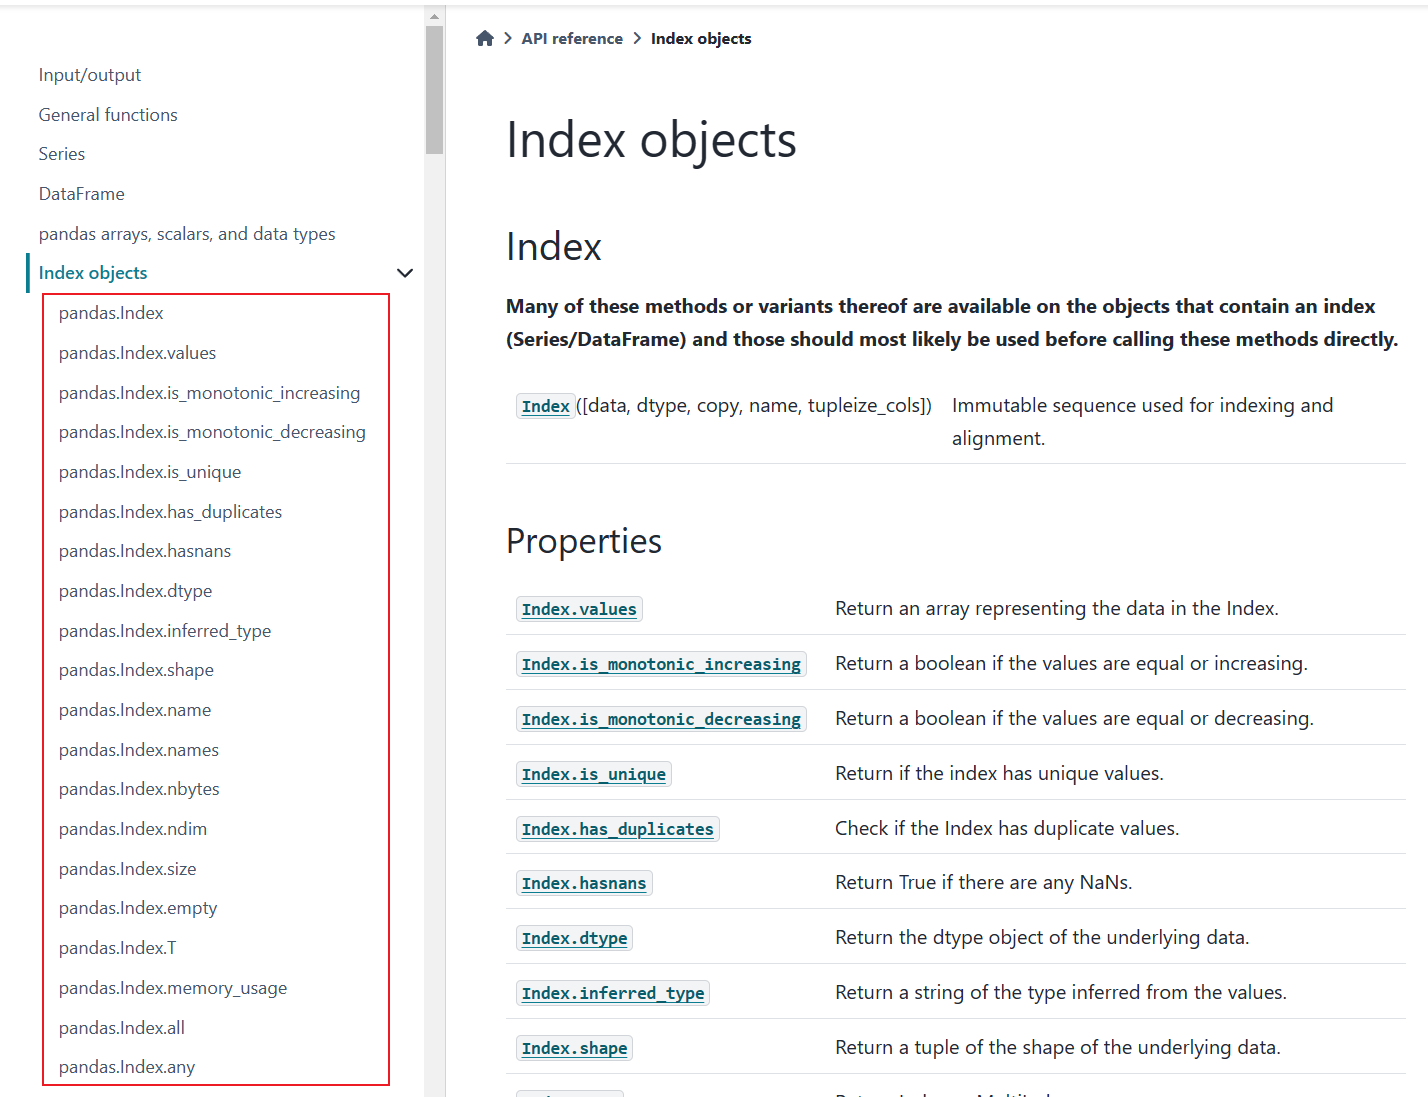 Input/output
General functions
Series
DataFrame
pandas arrays, scalars, and data types
Index objects
pandas.Index
pandas.Index.values
pandas.Index.is_monotonic_increasing
pandas.Index.is_monotonic_decreasing
pandas.Index.is_unique
pandas.Index.has_duplicates
pandas.Index.hasnans
pandas.Index.dtype
pandas.Index.inferred_type
pandas.Index.shape
pandas.Index.name
pandas.Index.names
pandas.Index.nbytes
pandas.Index.ndim
pandas.Index.size
pandas.Index.empty
pandas.Index.T
pandas.Index.memory_usage
pandas.Index.all
pandas.Index.any
API reference > Index objects
Index objects
Index
Many of these methods or variants thereof are available on the objects that contain an index
(Series/DataFrame) and those should most likely be used before calling these methods directly.
Index([data, dtype, copy, name, tupleize_cols]) Immutable sequence used for indexing and
alignment.
Properties
Index.values Return an array representing the data in the Index.
Index.is_monotonic_increasing Return a boolean if the values are equal or increasing.
Index.is_monotonic_decreasing Return a boolean if the values are equal or decreasing.
Index.is_unique Return if the index has unique values.
Index.has_duplicates Check if the Index has duplicate values.
Index.hasnans Return True if there are any NaNs.
Index.dtype Return the dtype object of the underlying data.
Index.inferred_type Return a string of the type inferred from the values.
Index.shape Return a tuple of the shape of the underlying data.